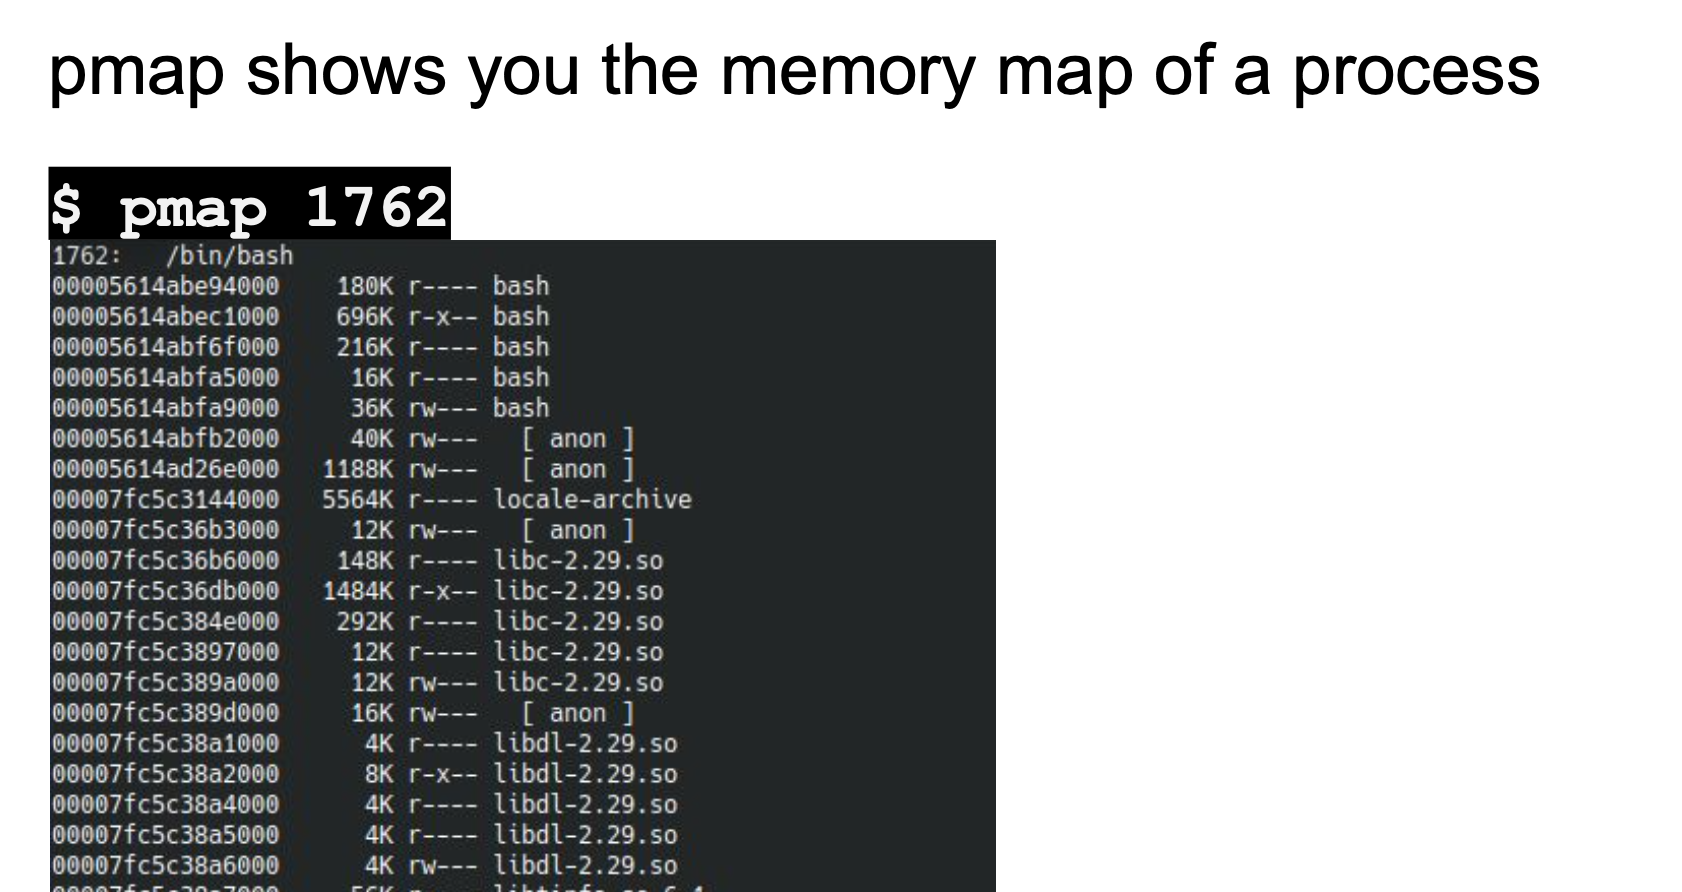 pmap shows you the memory map of a process
$ pmap 1762
1762:   /bin/bash
00005614abe94000    180K r---- bash
00005614abec1000    696K r-x-- bash
00005614abf6f000    216K r---- bash
00005614abfa5000     16K r---- bash
00005614abfa9000     36K rw--- bash
00005614abfb2000     40K rw---   [ anon ]
00005614ad26e000   1188K rw---   [ anon ]
00007fc5c3144000   5564K r---- locale-archive
00007fc5c36b3000     12K rw---   [ anon ]
00007fc5c36b6000    148K r---- libc-2.29.so
00007fc5c36db000   1484K r-x-- libc-2.29.so
00007fc5c384e000    292K r---- libc-2.29.so
00007fc5c3897000     12K r---- libc-2.29.so
00007fc5c389a000     12K rw--- libc-2.29.so
00007fc5c389d000     16K rw---   [ anon ]
00007fc5c38a1000      4K r---- libdl-2.29.so
00007fc5c38a2000      8K r-x-- libdl-2.29.so
00007fc5c38a4000      4K r---- libdl-2.29.so
00007fc5c38a5000      4K r---- libdl-2.29.so
00007fc5c38a6000      4K rw--- libdl-2.29.so